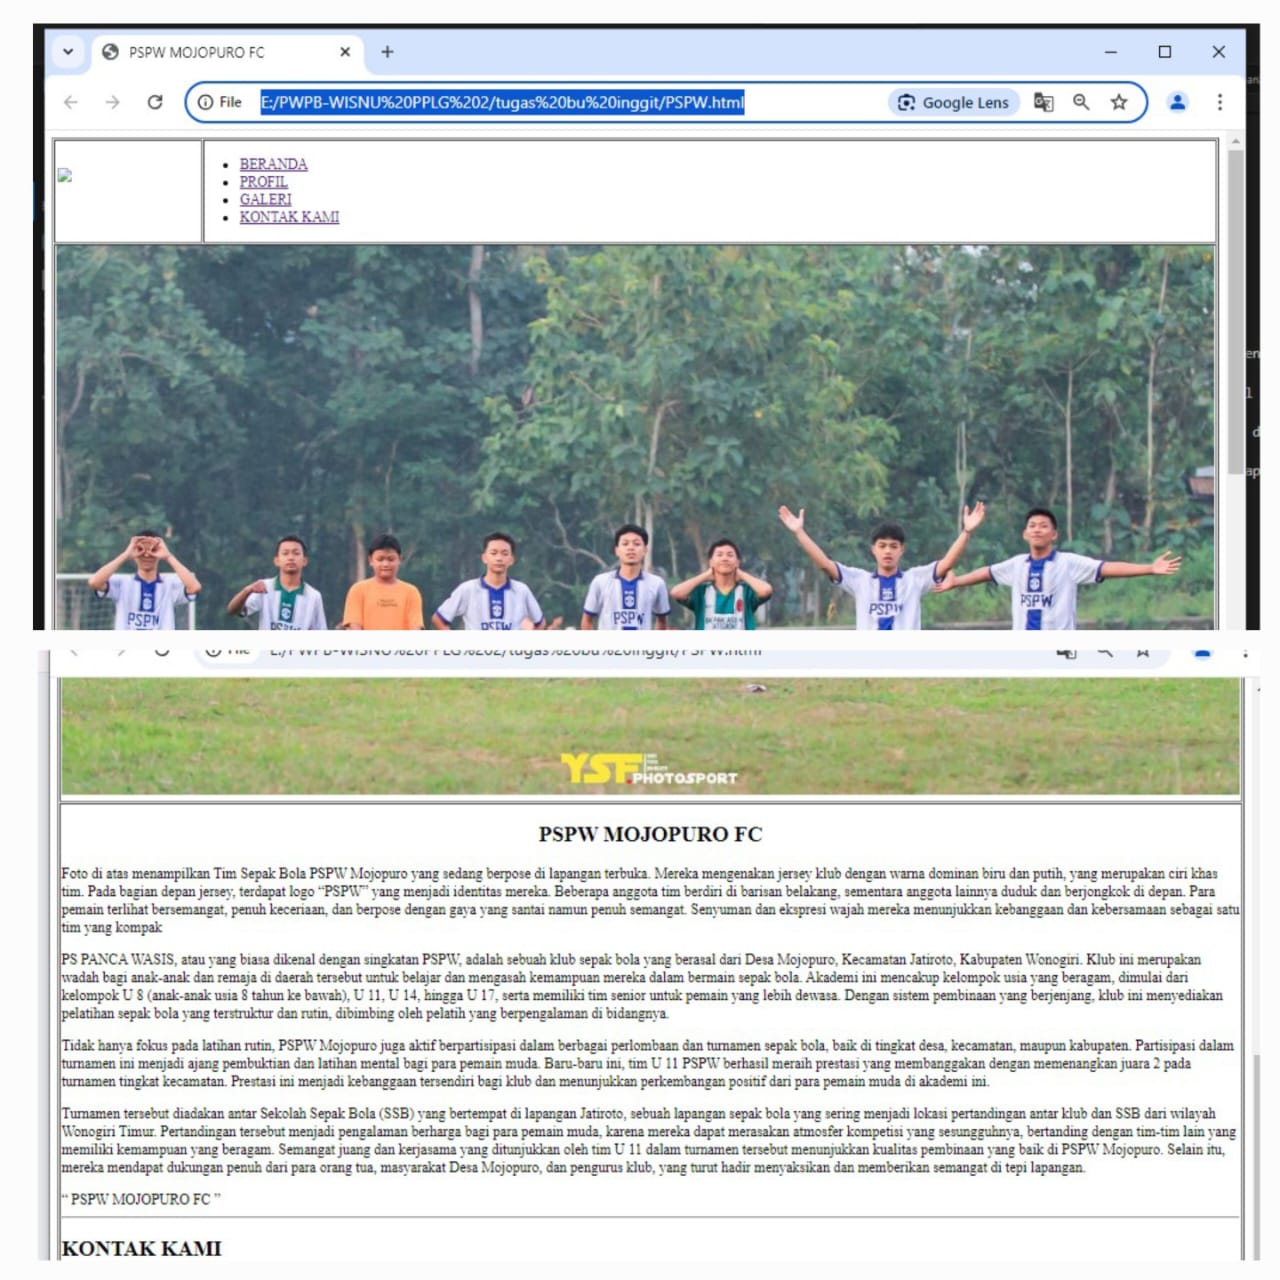 PSPW MOJOPURO FC
File
E:/PWPB-WISNU%20PPLG%202/tugas%20bu%20inggit/PSPW.html
Google Lens
BERANDA
PROFIL
GALERI
KONTAK KAMI
PSPW
PSPW
PSPW
PSPW
PSPW
File
E:/PWPB-WISNU%20PPLG%202/tugas%20bu%20inggit/PSPW.html
YSF
PHOTOSPORT
PSPW MOJOPURO FC
Foto di atas menampilkan Tim Sepak Bola PSPW Mojopuro yang sedang berpose di lapangan terbuka. Mereka mengenakan jersey klub dengan warna dominan biru dan putih, yang merupakan ciri khas
tim. Pada bagian depan jersey, terdapat logo “PSPW” yang menjadi identitas mereka. Beberapa anggota tim berdiri di barisan belakang, sementara anggota lainnya duduk dan berjongkok di depan. Para
pemain terlihat bersemangat, penuh keceriaan, dan berpose dengan gaya yang santai namun penuh semangat. Senyuman dan ekspresi wajah mereka menunjukkan kebanggaan dan kebersamaan sebagai satu
tim yang kompak
PS PANCA WASIS, atau yang biasa dikenal dengan singkatan PSPW, adalah sebuah klub sepak bola yang berasal dari Desa Mojopuro, Kecamatan Jatiroto, Kabupaten Wonogiri. Klub ini merupakan
wadah bagi anak-anak dan remaja di daerah tersebut untuk belajar dan mengasah kemampuan mereka dalam bermain sepak bola. Akademi ini mencakup kelompok usia yang beragam, dimulai dari
kelompok U 8 (anak-anak usia 8 tahun ke bawah), U 11, U 14, hingga U 17, serta memiliki tim senior untuk pemain yang lebih dewasa. Dengan sistem pembinaan yang berjenjang, klub ini menyediakan
pelatihan sepak bola yang terstruktur dan rutin, dibimbing oleh pelatih yang berpengalaman di bidangnya.
Tidak hanya fokus pada latihan rutin, PSPW Mojopuro juga aktif berpartisipasi dalam berbagai perlombaan dan turnamen sepak bola, baik di tingkat desa, kecamatan, maupun kabupaten. Partisipasi dalam
turnamen ini menjadi ajang pembuktian dan latihan mental bagi para pemain muda. Baru-baru ini, tim U 11 PSPW berhasil meraih prestasi yang membanggakan dengan memenangkan juara 2 pada
turnamen tingkat kecamatan. Prestasi ini menjadi kebanggaan tersendiri bagi klub dan menunjukkan perkembangan positif dari para pemain muda di akademi ini.
Turnamen tersebut diadakan antar Sekolah Sepak Bola (SSB) yang bertempat di lapangan Jatiroto, sebuah lapangan sepak bola yang sering menjadi lokasi pertandingan antar klub dan SSB dari wilayah
Wonogiri Timur. Pertandingan tersebut menjadi pengalaman berharga bagi para pemain muda, karena mereka dapat merasakan atmosfer kompetisi yang sesungguhnya, bertanding dengan tim-tim lain yang
memiliki kemampuan yang beragam. Semangat juang dan kerjasama yang ditunjukkan oleh tim U 11 dalam turnamen tersebut menunjukkan kualitas pembinaan yang baik di PSPW Mojopuro. Selain itu,
mereka mendapat dukungan penuh dari para orang tua, masyarakat Desa Mojopuro, dan pengurus klub, yang turut hadir menyaksikan dan memberikan semangat di tepi lapangan.
“ PSPW MOJOPURO FC ”
KONTAK KAMI